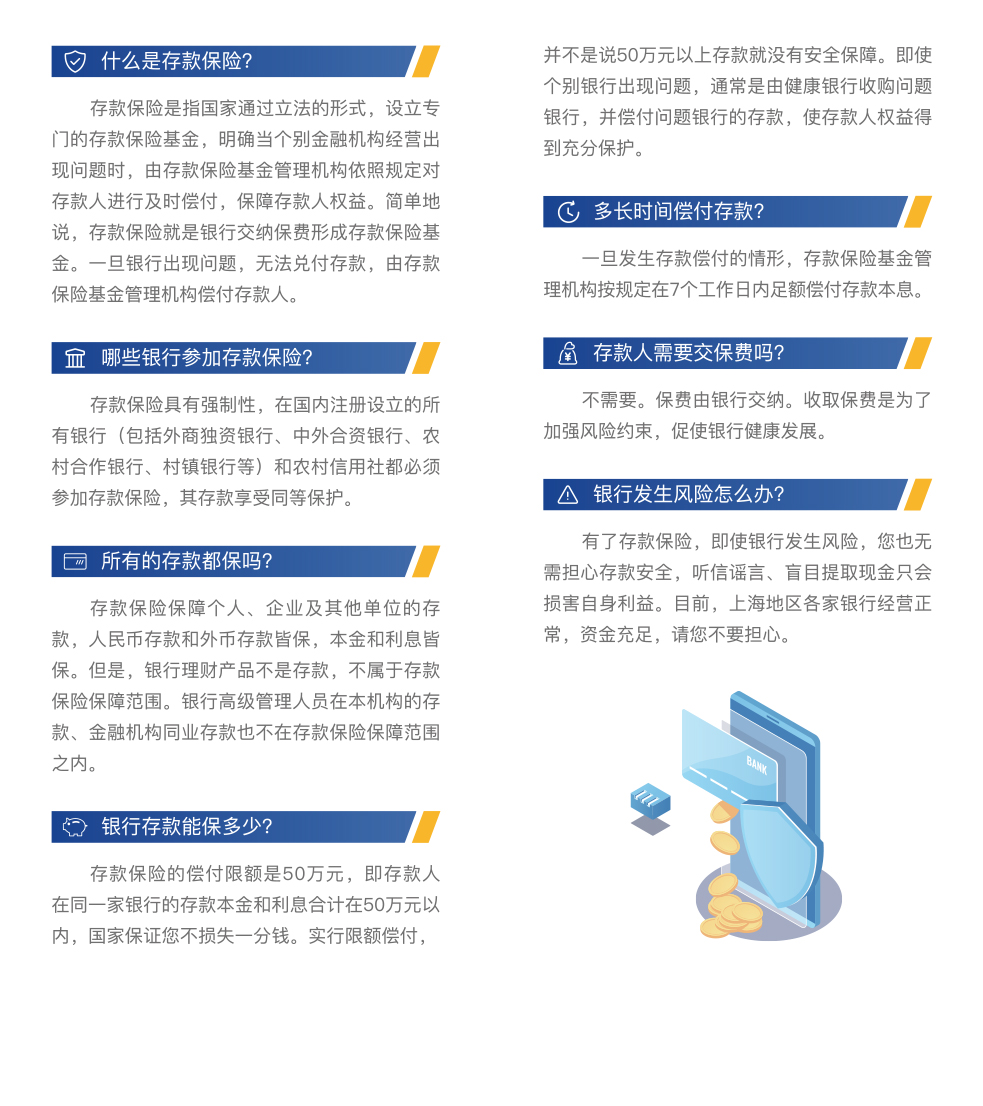 什么是存款保险?
存款保险是指国家通过立法的形式，设立专
门的存款保险基金，明确当个别金融机构经营出
现问题时，由存款保险基金管理机构依照规定对
存款人进行及时偿付，保障存款人权益。简单地
说，存款保险就是银行交纳保费形成存款保险基
金。一旦银行出现问题，无法兑付存款，由存款
保险基金管理机构偿付存款人。
哪些银行参加存款保险?
存款保险具有强制性，在国内注册设立的所
有银行（包括外商独资银行、中外合资银行、农
村合作银行、村镇银行等）和农村信用社都必须
参加存款保险，其存款享受同等保护。
所有的存款都保吗?
存款保险保障个人、企业及其他单位的存
款，人民币存款和外币存款皆保，本金和利息皆
保。但是，银行理财产品不是存款，不属于存款
保险保障范围。银行高级管理人员在本机构的存
款、金融机构同业存款也不在存款保险保障范围
之内。
银行存款能保多少?
存款保险的偿付限额是50万元，即存款人
在同一家银行的存款本金和利息合计在50万元以
内，国家保证您不损失一分钱。实行限额偿付，
并不是说50万元以上存款就没有安全保障。即使
个别银行出现问题，通常是由健康银行收购问题
银行，并偿付问题银行的存款，使存款人权益得
到充分保护。
多长时间偿付存款?
一旦发生存款偿付的情形，存款保险基金管
理机构按规定在7个工作日内足额偿付存款本息。
存款人需要交保费吗?
不需要。保费由银行交纳。收取保费是为了
加强风险约束，促使银行健康发展。
银行发生风险怎么办?
有了存款保险，即使银行发生风险，您也无
需担心存款安全，听信谣言、盲目提取现金只会
损害自身利益。目前，上海地区各家银行经营正
常，资金充足，请您不要担心。
BANK